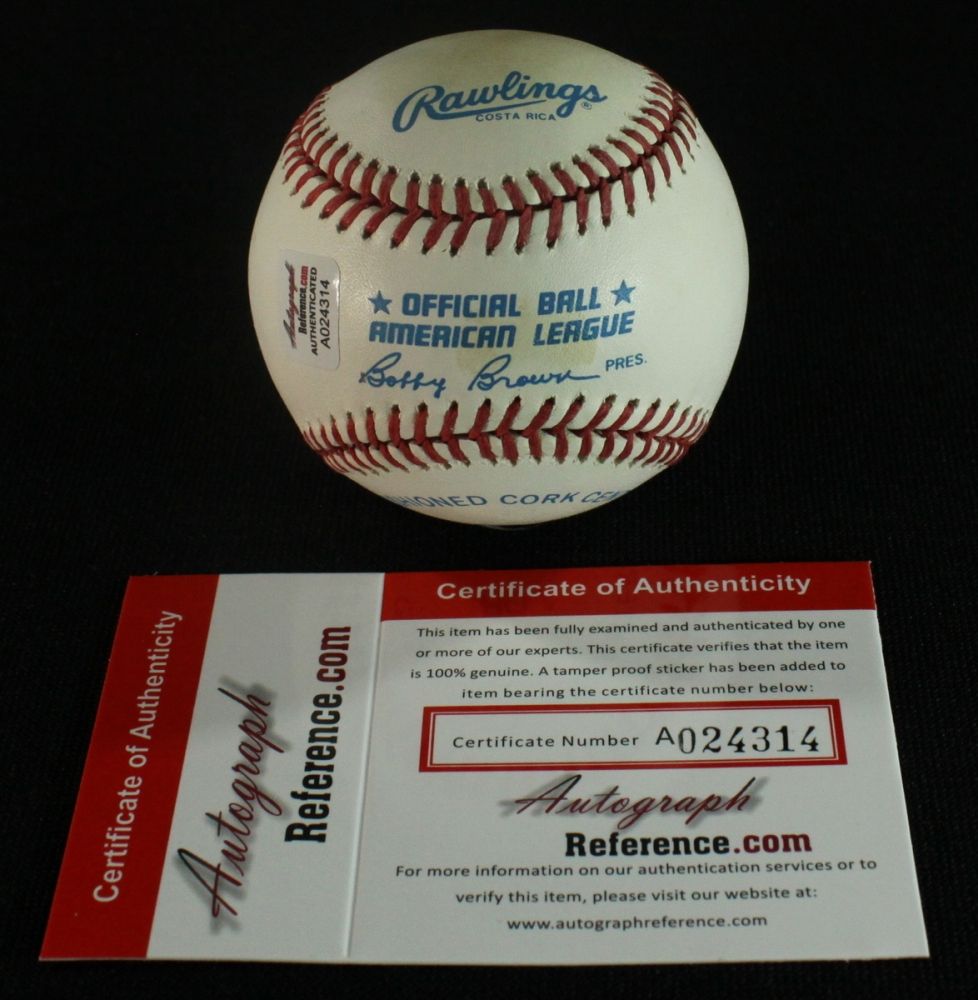 Rawlings®
COSTA RICA
★ OFFICIAL BALL ★
AMERICAN LEAGUE
Bobby Brown PRES.
CORK
Autograph
Reference.com
AUTHENTICATED
A024314
Certificate of Authenticity
Autograph
Reference.com
Certificate of Authenticity
This item has been fully examined and authenticated by one
or more of our experts. This certificate verifies that the item
is 100% genuine. A tamper proof sticker has been added to
item bearing the certificate number below:
Certificate Number A024314
Autograph
Reference.com
For more information on our authentication services or to
verify this item, please visit our website at:
www.autographreference.com